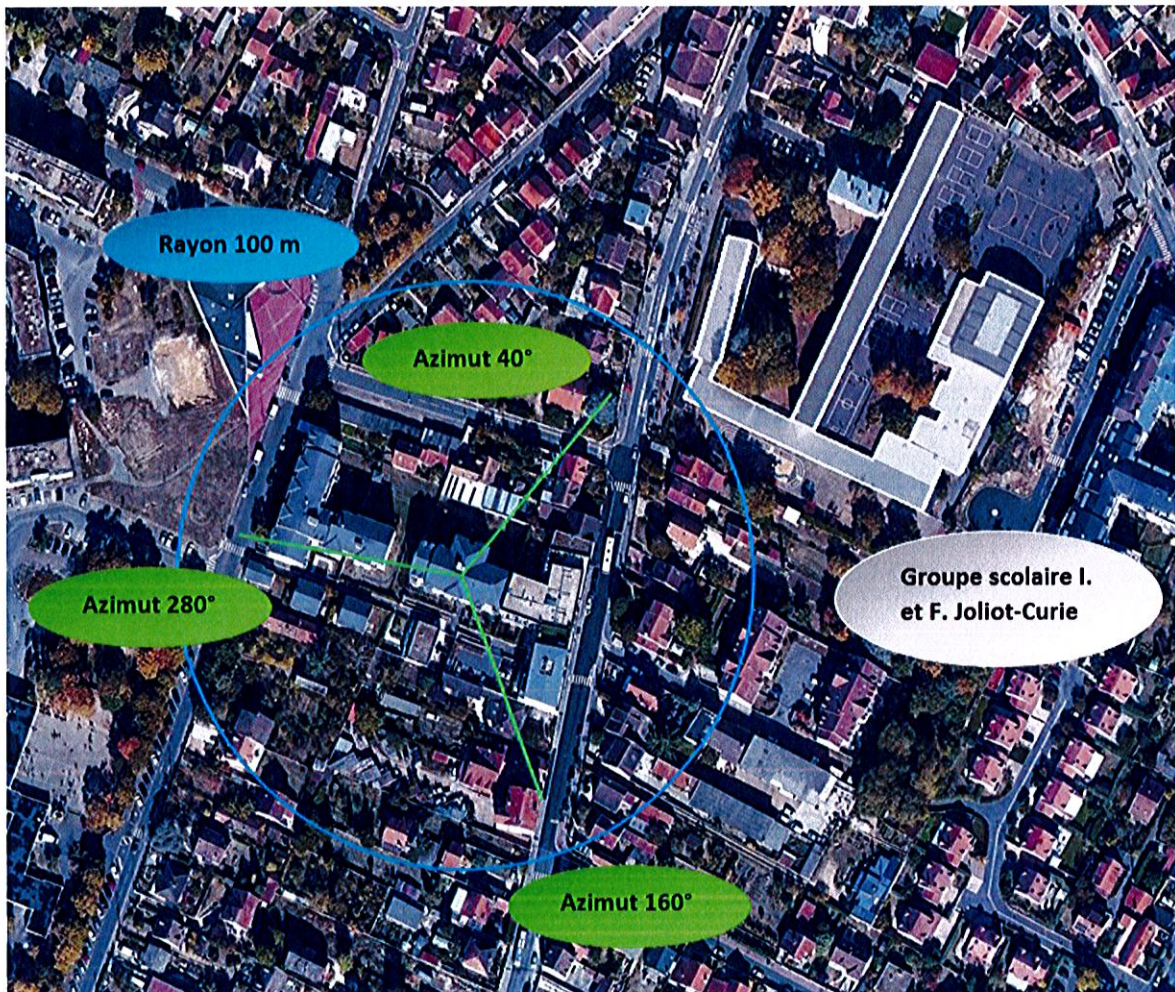 Rayon 100 m
Azimut 40°
Azimut 280°
Groupe scolaire I.
et F. Joliot-Curie
Azimut 160°